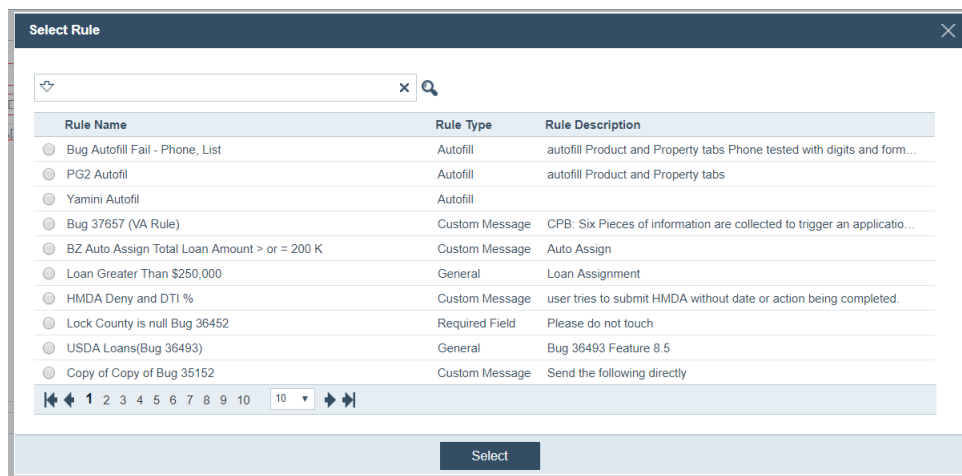 Select Rule
Rule Name Rule Type Rule Description
Bug Autofill Fail - Phone, List Autofill autofill Product and Property tabs Phone tested with digits and form...
PG2 Autofil Autofill autofill Product and Property tabs
Yamini Autofil Autofill
Bug 37657 (VA Rule) Custom Message CPB: Six Pieces of information are collected to trigger an applicatio...
BZ Auto Assign Total Loan Amount > or = 200 K Custom Message Auto Assign
Loan Greater Than $250,000 General Loan Assignment
HMDA Deny and DTI % Custom Message user tries to submit HMDA without date or action being completed.
Lock County is null Bug 36452 Required Field Please do not touch
USDA Loans(Bug 36493) General Bug 36493 Feature 8.5
Copy of Copy of Bug 35152 Custom Message Send the following directly
1 2 3 4 5 6 7 8 9 10 10
Select